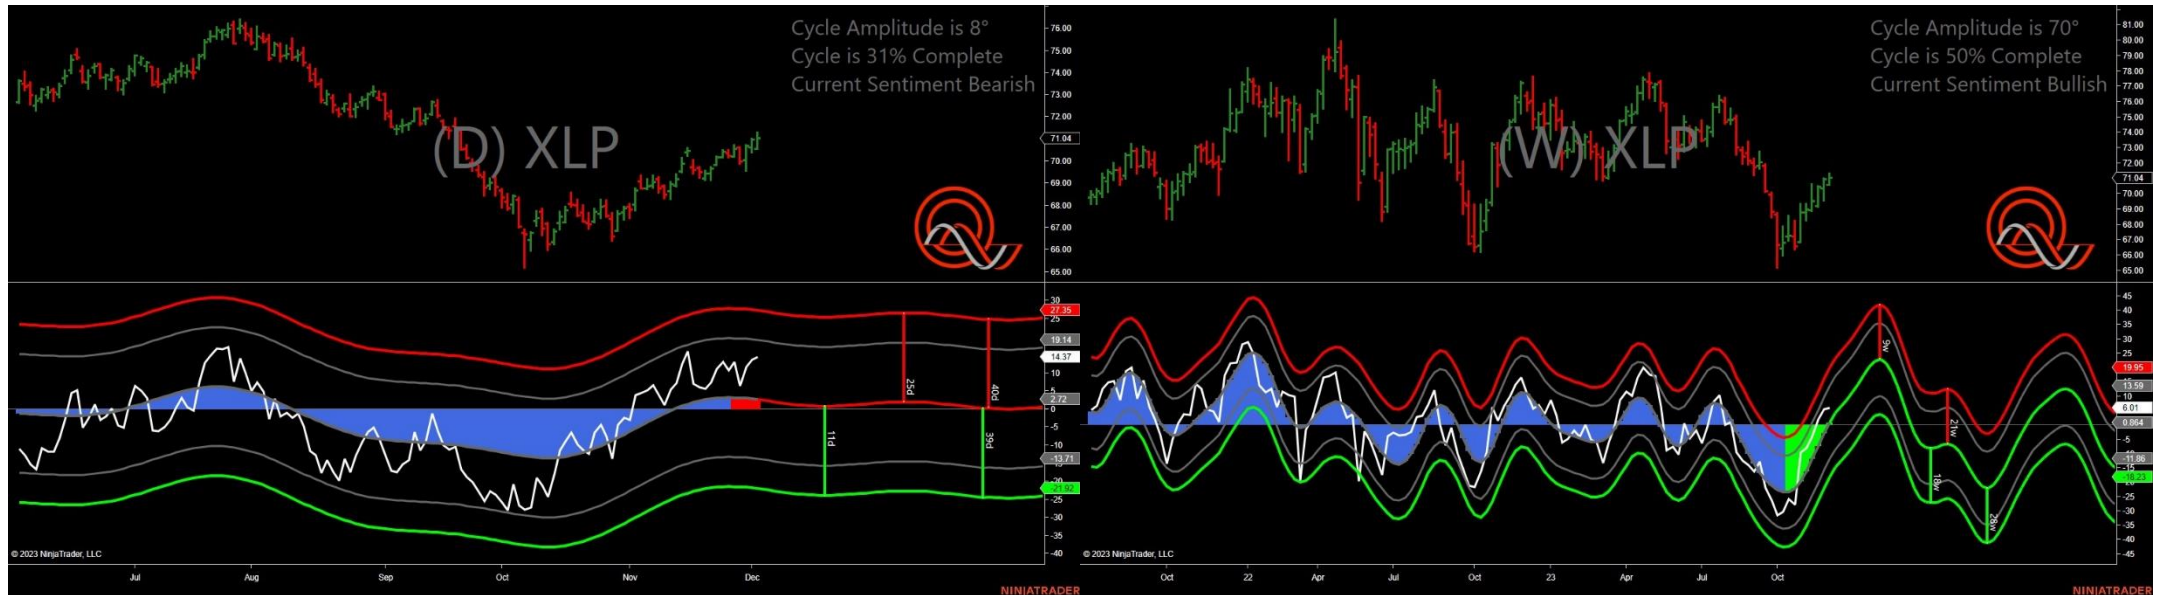 Cycle Amplitude is 8°
Cycle is 31% Complete
Current Sentiment Bearish
(D) XLP
76.00
75.00
74.00
73.00
72.00
71.04
70.00
69.00
68.00
67.00
66.00
65.00
30
27.35
25
19.14
14.37
10
5
2.72
0
-5
-10
-13.71
-21.92
-25
-30
-35
-40
25d
40d
11d
39d
© 2023 NinjaTrader, LLC
Jul
Aug
Sep
Oct
Nov
Dec
NINJATRADER
Cycle Amplitude is 70°
Cycle is 50% Complete
Current Sentiment Bullish
(W) XLP
81.00
80.00
79.00
78.00
77.00
76.00
75.00
74.00
73.00
72.00
71.04
70.00
69.00
68.00
67.00
66.00
65.00
45
40
35
30
25
19.95
13.59
10
6.01
0.864
-5
-11.86
-15
-18.23
-25
-30
-35
-40
-45
9w
21w
18w
28w
© 2023 NinjaTrader, LLC
Oct
22
Apr
Jul
Oct
23
Apr
Jul
Oct
NINJATRADER